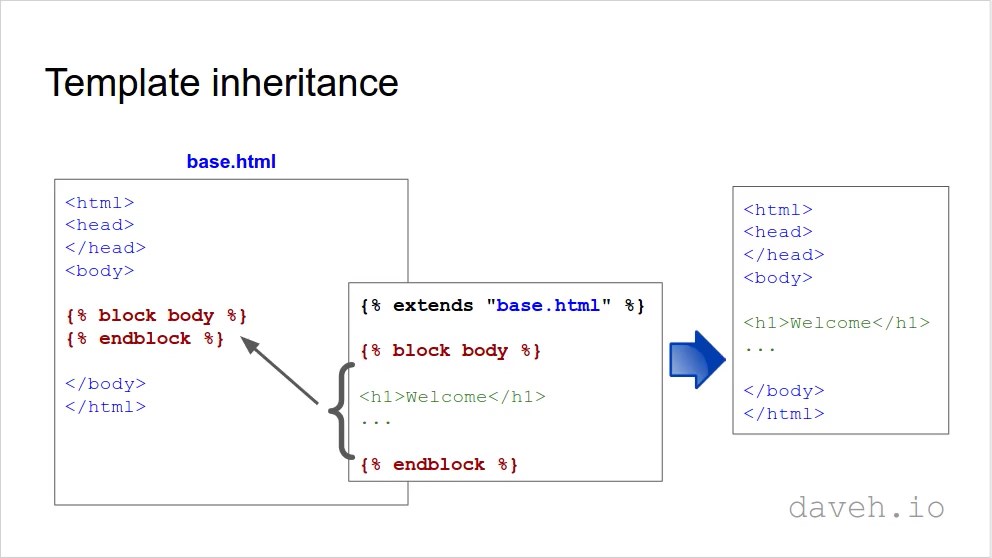 Template inheritance
base.html
<html>
<head>
</head>
<body>
{% block body %}
{% endblock %}
</body>
</html>
{% extends "base.html" %}
{% block body %}
<h1>Welcome</h1>
...
{% endblock %}
<html>
<head>
</head>
<body>
<h1>Welcome</h1>
...
</body>
</html>
daveh.io